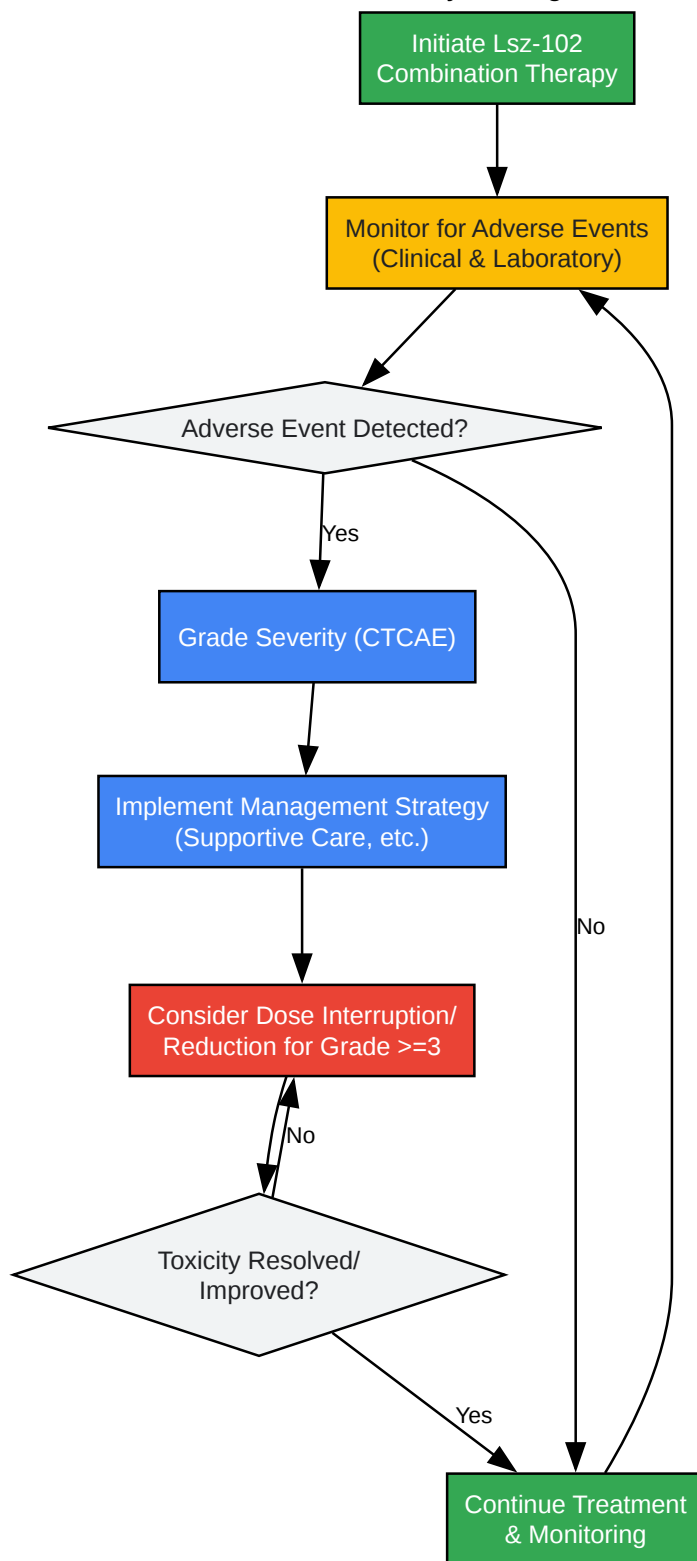 Initiate Lsz-102
Combination Therapy
Monitor for Adverse Events
(Clinical & Laboratory)
Adverse Event Detected?
Yes
Grade Severity (CTCAE)
Implement Management Strategy
(Supportive Care, etc.)
No
Consider Dose Interruption/
Reduction for Grade >=3
No
Toxicity Resolved/
Improved?
Yes
Continue Treatment
& Monitoring